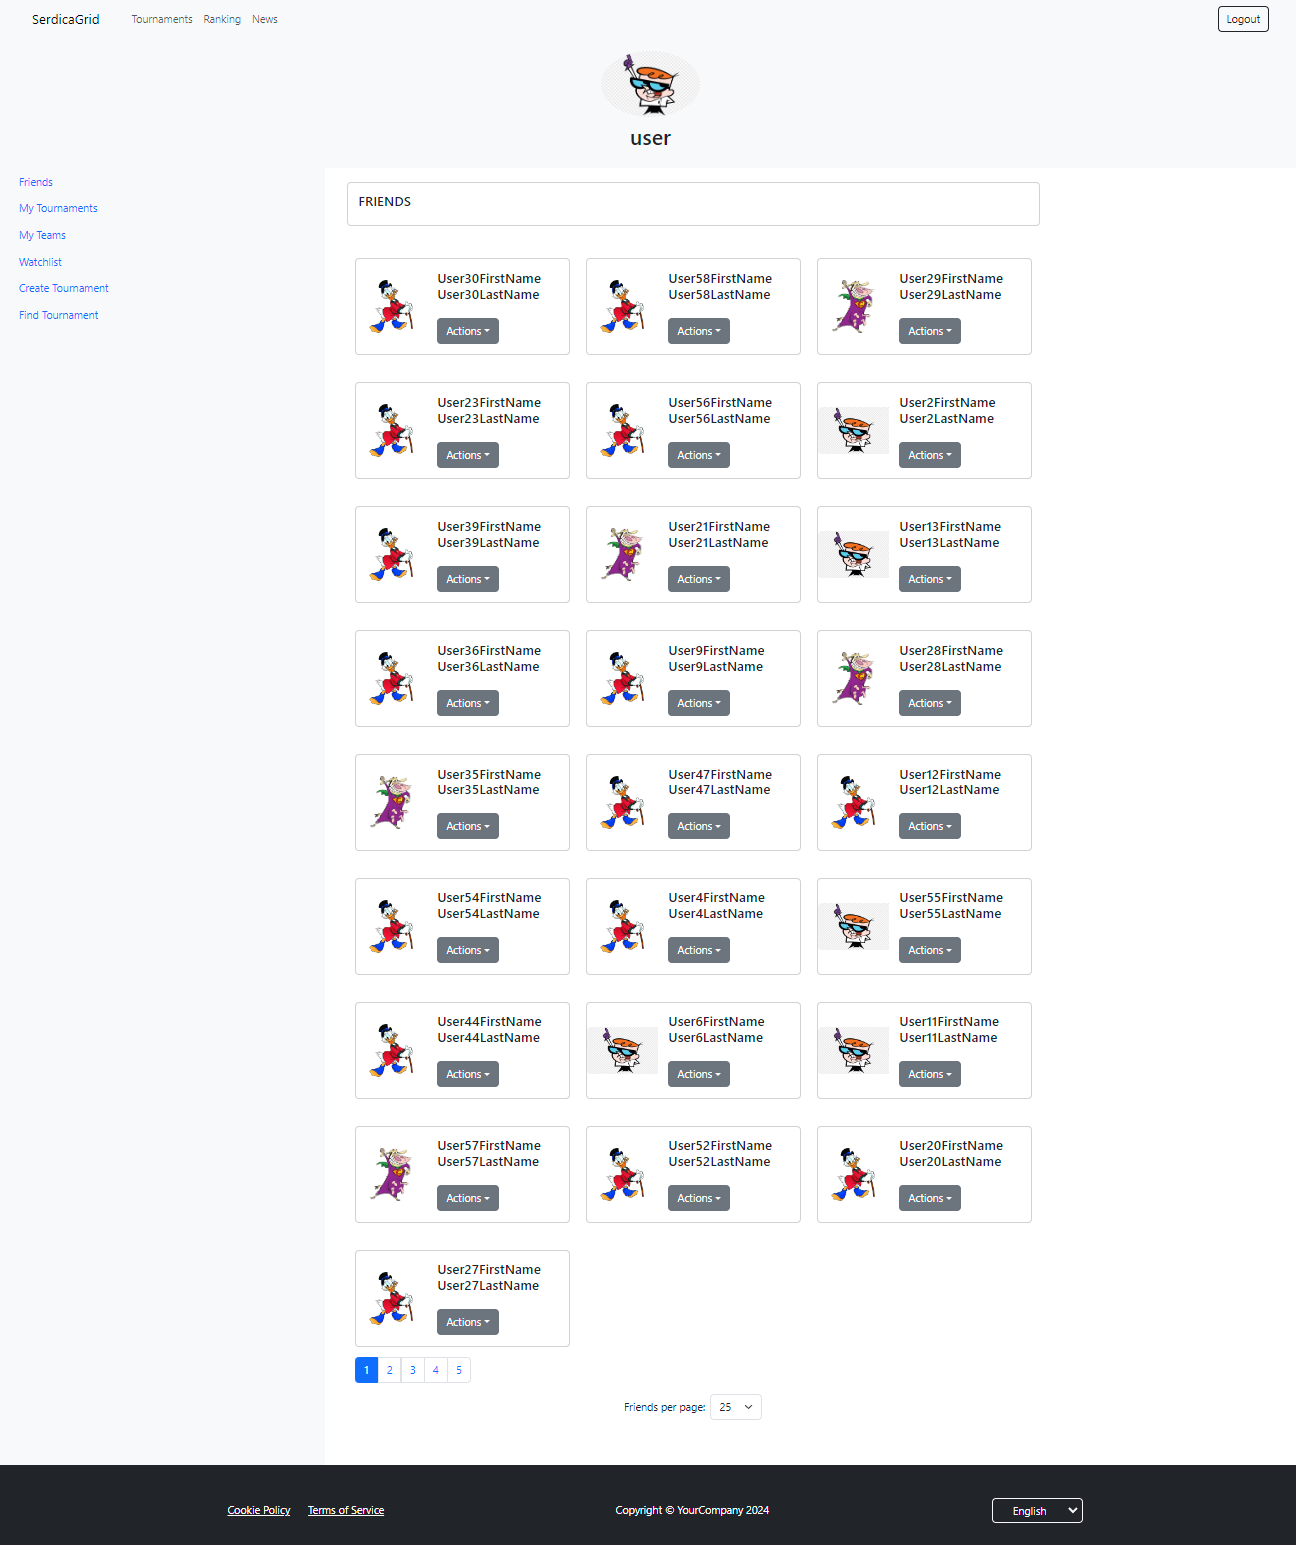 SerdicaGrid Tournaments Ranking News Logout
user
Friends
My Tournaments
My Teams
Watchlist
Create Tournament
Find Tournament
FRIENDS
User30FirstName
User30LastName
Actions
User58FirstName
User58LastName
Actions
User29FirstName
User29LastName
Actions
User23FirstName
User23LastName
Actions
User56FirstName
User56LastName
Actions
User2FirstName
User2LastName
Actions
User39FirstName
User39LastName
Actions
User21FirstName
User21LastName
Actions
User13FirstName
User13LastName
Actions
User36FirstName
User36LastName
Actions
User9FirstName
User9LastName
Actions
User28FirstName
User28LastName
Actions
User35FirstName
User35LastName
Actions
User47FirstName
User47LastName
Actions
User12FirstName
User12LastName
Actions
User54FirstName
User54LastName
Actions
User4FirstName
User4LastName
Actions
User55FirstName
User55LastName
Actions
User44FirstName
User44LastName
Actions
User6FirstName
User6LastName
Actions
User11FirstName
User11LastName
Actions
User57FirstName
User57LastName
Actions
User52FirstName
User52LastName
Actions
User20FirstName
User20LastName
Actions
User27FirstName
User27LastName
Actions
1 2 3 4 5
Friends per page: 25
Cookie Policy Terms of Service Copyright © YourCompany 2024 English